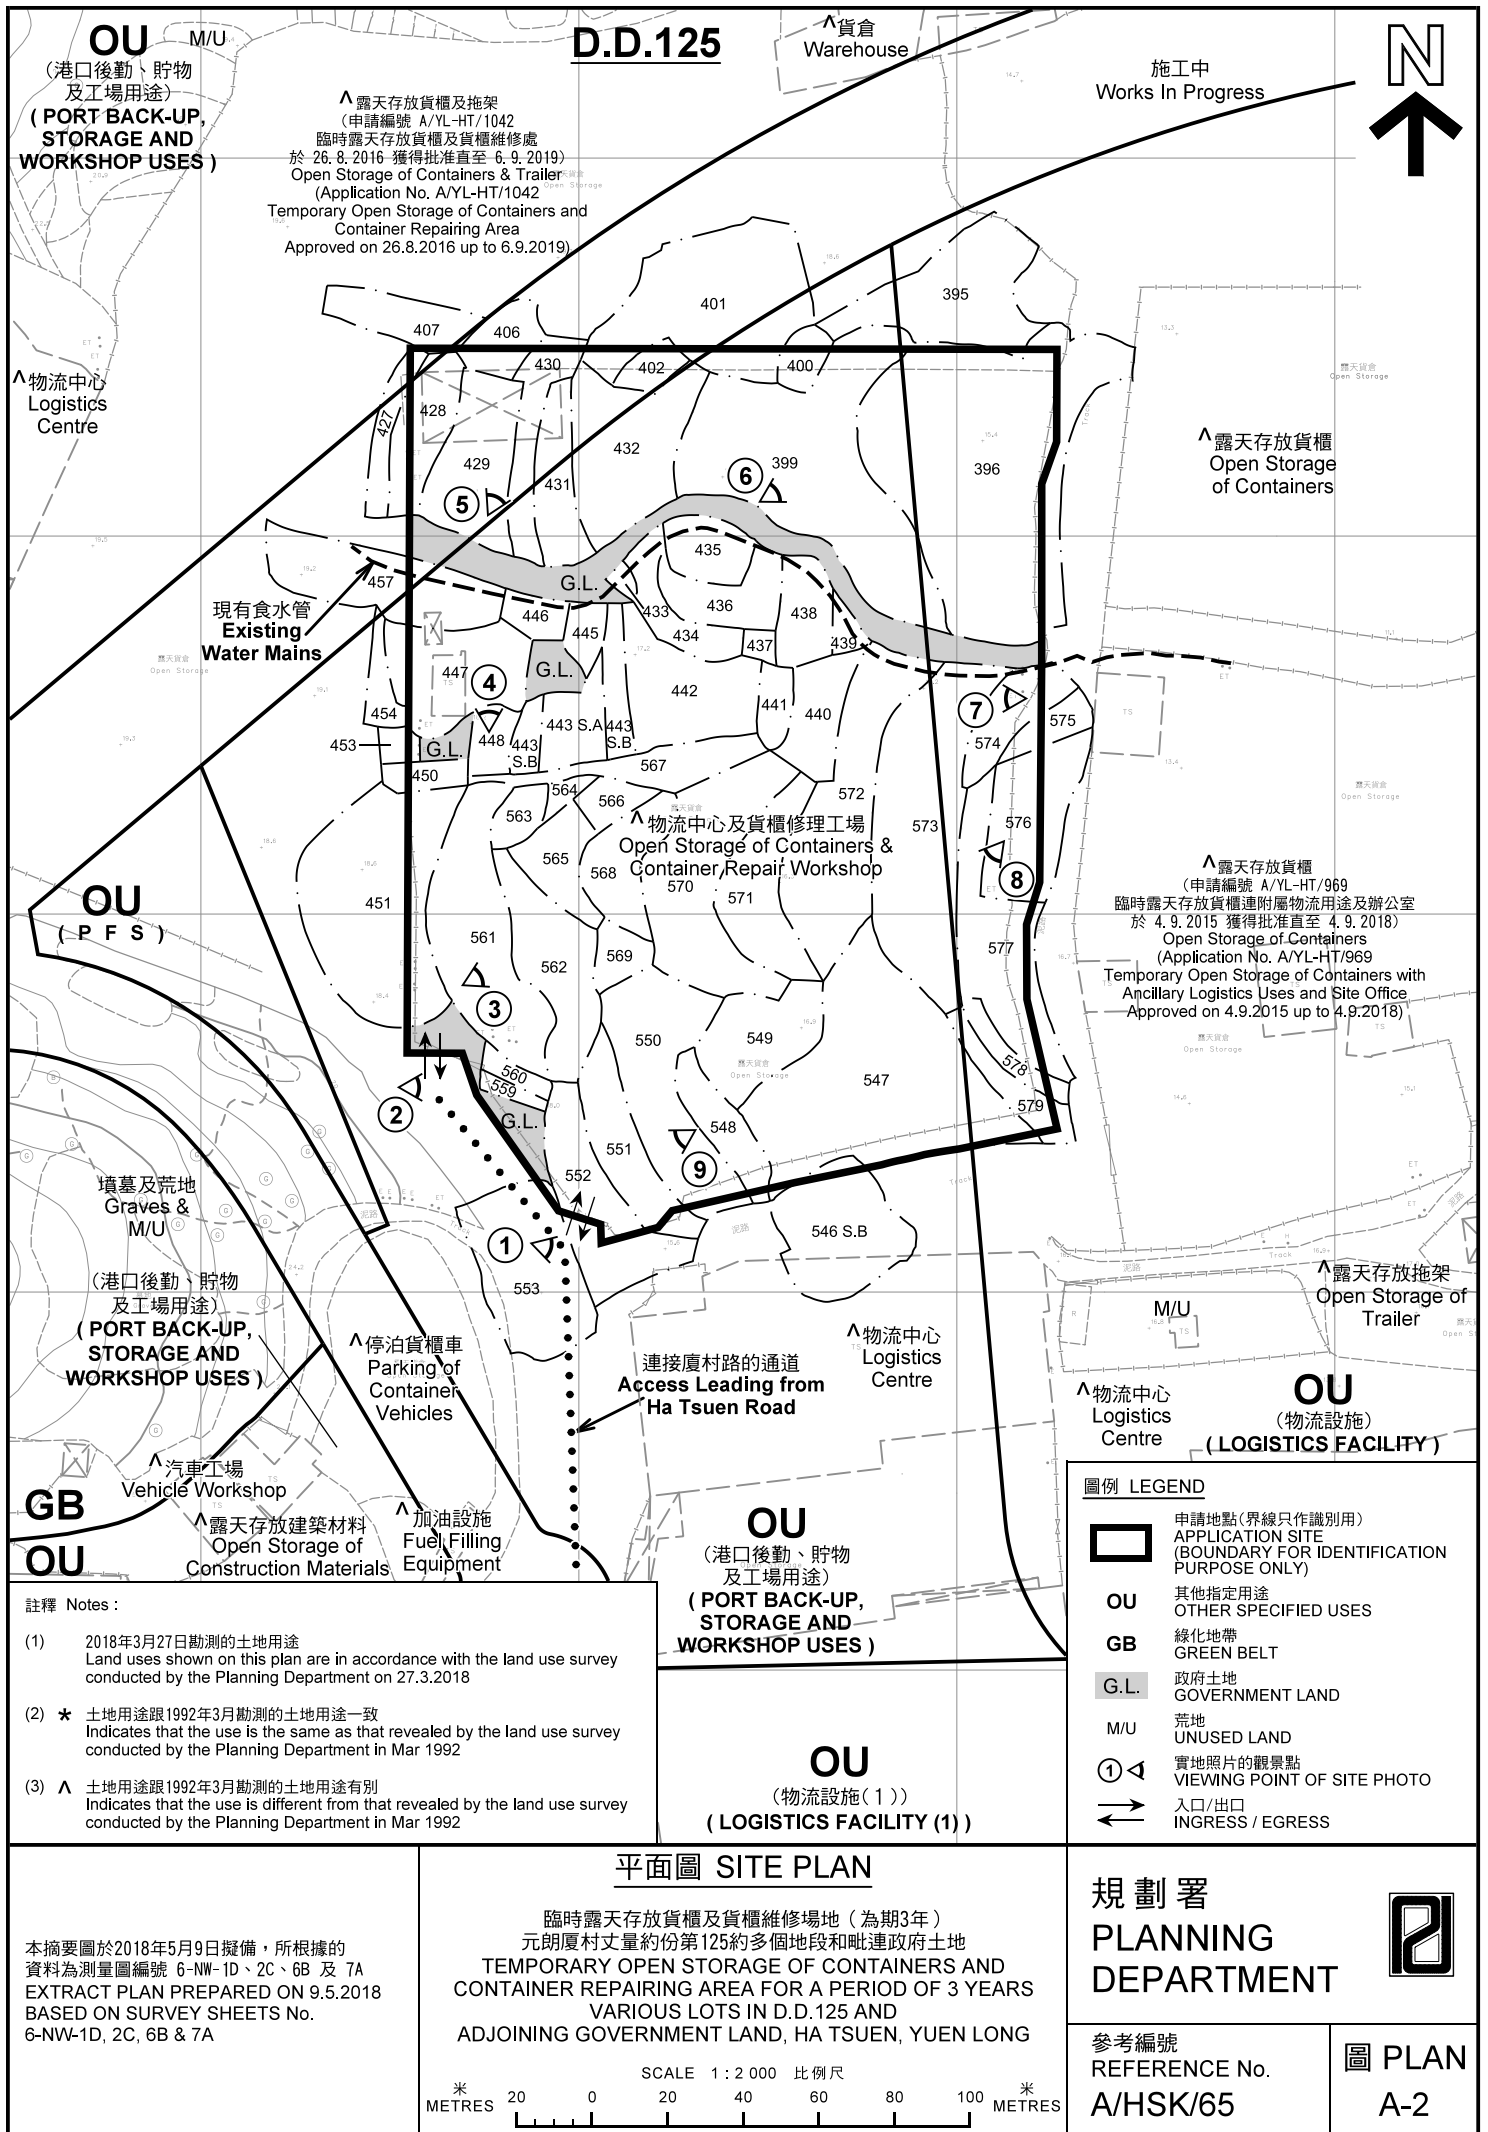 D.D.125
OU M/U
(港口後勤、貯物
及工場用途)
( PORT BACK-UP,
STORAGE AND
WORKSHOP USES )
^ 貨倉
Warehouse
施工中
Works In Progress
N
^ 露天存放貨櫃及拖架
(申請編號 A/YL-HT/1042
臨時露天存放貨櫃及貨櫃維修處
於 26.8.2016 獲得批准直至 6.9.2019)
Open Storage of Containers & Trailer
(Application No. A/YL-HT/1042
Temporary Open Storage of Containers and
Container Repairing Area
Approved on 26.8.2016 up to 6.9.2019)
401
395
407
406
430
402
400
^ 物流中心
Logistics
Centre
427
428
429
431
432
399
396
5
6
^ 露天存放貨櫃
Open Storage
of Containers
435
457
G.L.
現有食水管
Existing
Water Mains
446
445
433
434
436
437
438
439
447
4
G.L.
442
441
440
7
574
575
454
453
G.L.
448
443 S.B
443 S.A
443 S.B
450
567
564
563
566
572
573
576
^ 物流中心及貨櫃修理工場
Open Storage of Containers &
Container Repair Workshop
565
568
570
571
8
^ 露天存放貨櫃
(申請編號 A/YL-HT/969
臨時露天存放貨櫃連附屬物流用途及辦公室
於 4.9.2015 獲得批准直至 4.9.2018)
Open Storage of Containers
(Application No. A/YL-HT/969
Temporary Open Storage of Containers with
Ancillary Logistics Uses and Site Office
Approved on 4.9.2015 up to 4.9.2018)
OU
( P F S )
451
561
562
569
577
3
550
549
547
578
579
560
559
2
G.L.
551
548
552
9
墳墓及荒地
Graves &
M/U
1
553
546 S.B
(港口後勤、貯物
及工場用途)
( PORT BACK-UP,
STORAGE AND
WORKSHOP USES )
^ 停泊貨櫃車
Parking of
Container
Vehicles
連接廈村路的通道
Access Leading from
Ha Tsuen Road
^ 物流中心
Logistics
Centre
M/U
^ 露天存放拖架
Open Storage of
Trailer
^ 物流中心
Logistics
Centre
OU
(物流設施)
( LOGISTICS FACILITY )
^ 汽車工場
Vehicle Workshop
GB
OU
^ 露天存放建築材料
Open Storage of
Construction Materials
^ 加油設施
Fuel Filling
Equipment
OU
(港口後勤、貯物
及工場用途)
( PORT BACK-UP,
STORAGE AND
WORKSHOP USES )
OU
(物流設施(1))
( LOGISTICS FACILITY (1) )
圖例 LEGEND
申請地點(界線只作識別用)
APPLICATION SITE
(BOUNDARY FOR IDENTIFICATION
PURPOSE ONLY)
OU 其他指定用途
OTHER SPECIFIED USES
GB 綠化地帶
GREEN BELT
G.L. 政府土地
GOVERNMENT LAND
M/U 荒地
UNUSED LAND
1 實地照片的觀景點
VIEWING POINT OF SITE PHOTO
入口/出口
INGRESS / EGRESS
註釋 Notes :
(1) 2018年3月27日勘測的土地用途
Land uses shown on this plan are in accordance with the land use survey
conducted by the Planning Department on 27.3.2018
(2) * 土地用途跟1992年3月勘測的土地用途一致
Indicates that the use is the same as that revealed by the land use survey
conducted by the Planning Department in Mar 1992
(3) ^ 土地用途跟1992年3月勘測的土地用途有別
Indicates that the use is different from that revealed by the land use survey
conducted by the Planning Department in Mar 1992
本摘要圖於2018年5月9日擬備，所根據的
資料為測量圖編號 6-NW-1D、2C、6B 及 7A
EXTRACT PLAN PREPARED ON 9.5.2018
BASED ON SURVEY SHEETS No.
6-NW-1D, 2C, 6B & 7A
平面圖 SITE PLAN
臨時露天存放貨櫃及貨櫃維修場地（為期3年）
元朗厦村丈量約份第125約多個地段和毗連政府土地
TEMPORARY OPEN STORAGE OF CONTAINERS AND
CONTAINER REPAIRING AREA FOR A PERIOD OF 3 YEARS
VARIOUS LOTS IN D.D.125 AND
ADJOINING GOVERNMENT LAND, HA TSUEN, YUEN LONG
SCALE 1 : 2 000 比例尺
米 METRES 20 0 20 40 60 80 100 米 METRES
規劃署
PLANNING
DEPARTMENT
參考編號
REFERENCE No.
A/HSK/65
圖 PLAN
A-2